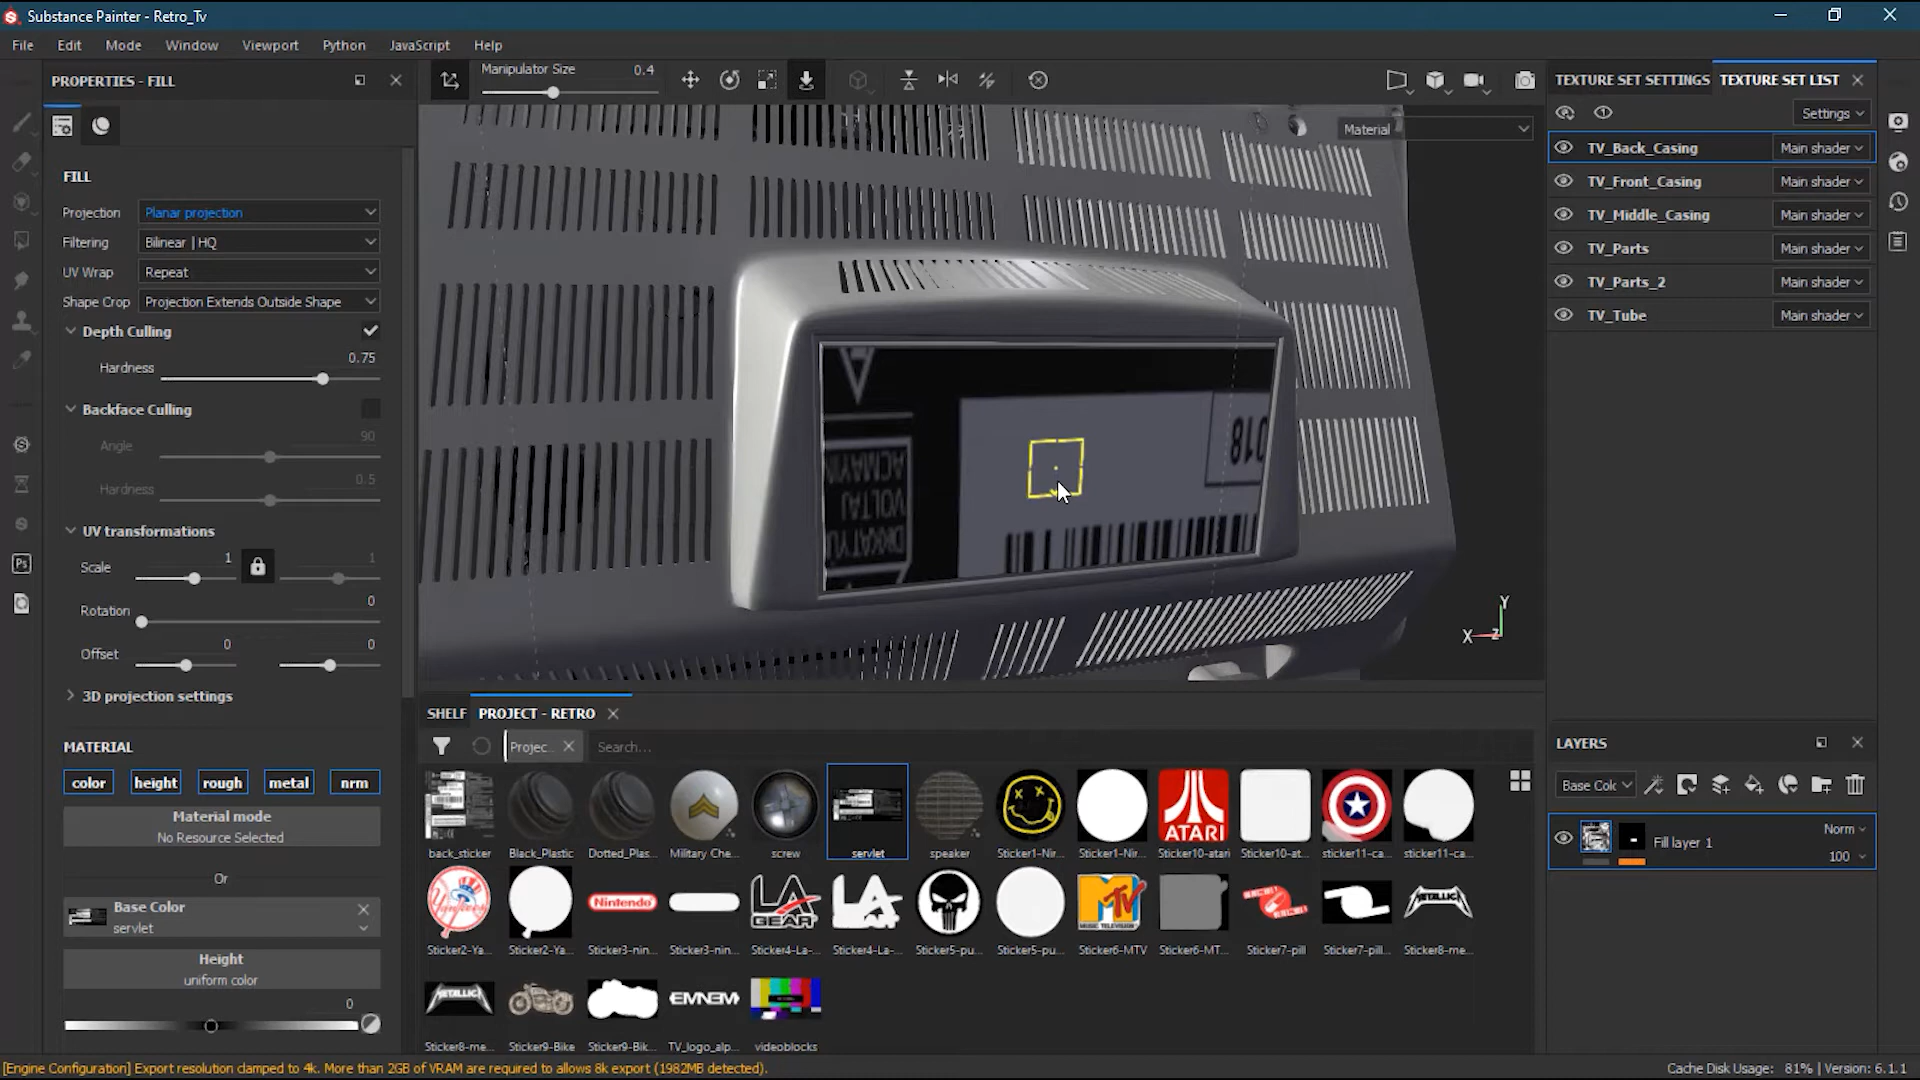 Substance Painter - Retro_Tv
File Edit Mode Window Viewport Python JavaScript Help
PROPERTIES - FILL
Manipulator Size 0.4
TEXTURE SET SETTINGS TEXTURE SET LIST
Settings
Material
TV_Back_Casing Main shader
TV_Front_Casing Main shader
TV_Middle_Casing Main shader
TV_Parts Main shader
TV_Parts_2 Main shader
TV_Tube Main shader
FILL
Projection Planar projection
Filtering Bilinear | HQ
UV Wrap Repeat
Shape Crop Projection Extends Outside Shape
Depth Culling
Hardness 0.75
Backface Culling
Angle 90
Hardness 0.5
UV transformations
Scale 1 1
Rotation 0
Offset 0 0
3D projection settings
MATERIAL
color height rough metal nrm
Material mode
No Resource Selected
Or
Base Color
servlet
Height
uniform color
0
018
VOLTAJ
Y
X Z
Ps
SHELF PROJECT - RETRO
Projec... Search...
back_sticker Black_Plastic Dotted_Plas... Military Che... screw servlet speaker Sticker1-Nir... Sticker1-Nir... Sticker10-atari Sticker10-at... sticker11-ca... sticker11-ca...
ATARI
Nintendo LA GEAR LA MTV MUSIC TELEVISION METALLICA
Sticker2-Ya... Sticker2-Ya... Sticker3-nin... Sticker3-nin... Sticker4-La-... Sticker4-La-... Sticker5-pu... Sticker5-pu... Sticker6-MTV Sticker6-MT... Sticker7-pill Sticker7-pill... Sticker8-me...
METALLICA EMINEM
Sticker8-me... Sticker9-Bike Sticker9-Bik... TV_logo_alp... videoblocks
LAYERS
Base Colo
Fill layer 1 Norm
100
[Engine Configuration] Export resolution clamped to 4k. More than 2GB of VRAM are required to allows 8k export (1982MB detected).
Cache Disk Usage: 81% | Version: 6.1.1